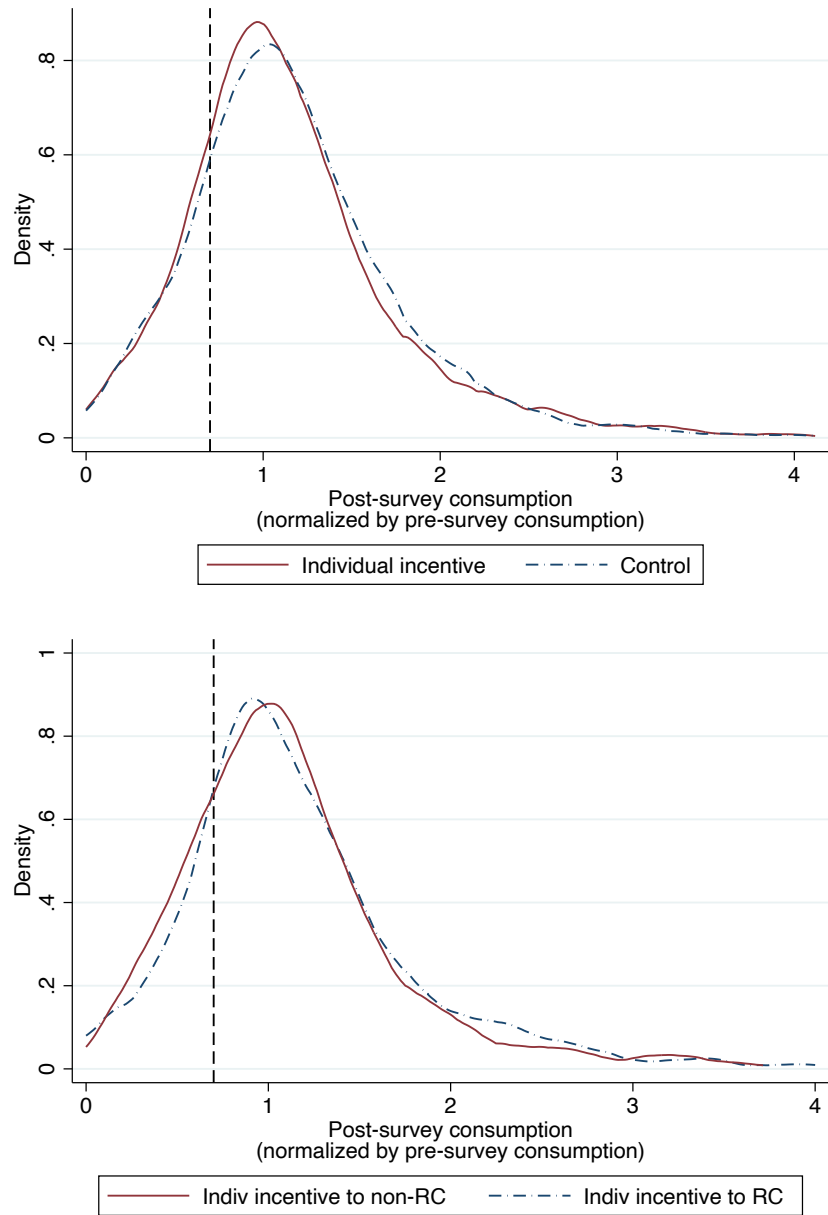 Density
.8
.6
.4
.2
0
0 1 2 3 4
Post-survey consumption
(normalized by pre-survey consumption)
Individual incentive Control
Density
1
.8
.6
.4
.2
0
0 1 2 3 4
Post-survey consumption
(normalized by pre-survey consumption)
Indiv incentive to non-RC Indiv incentive to RC